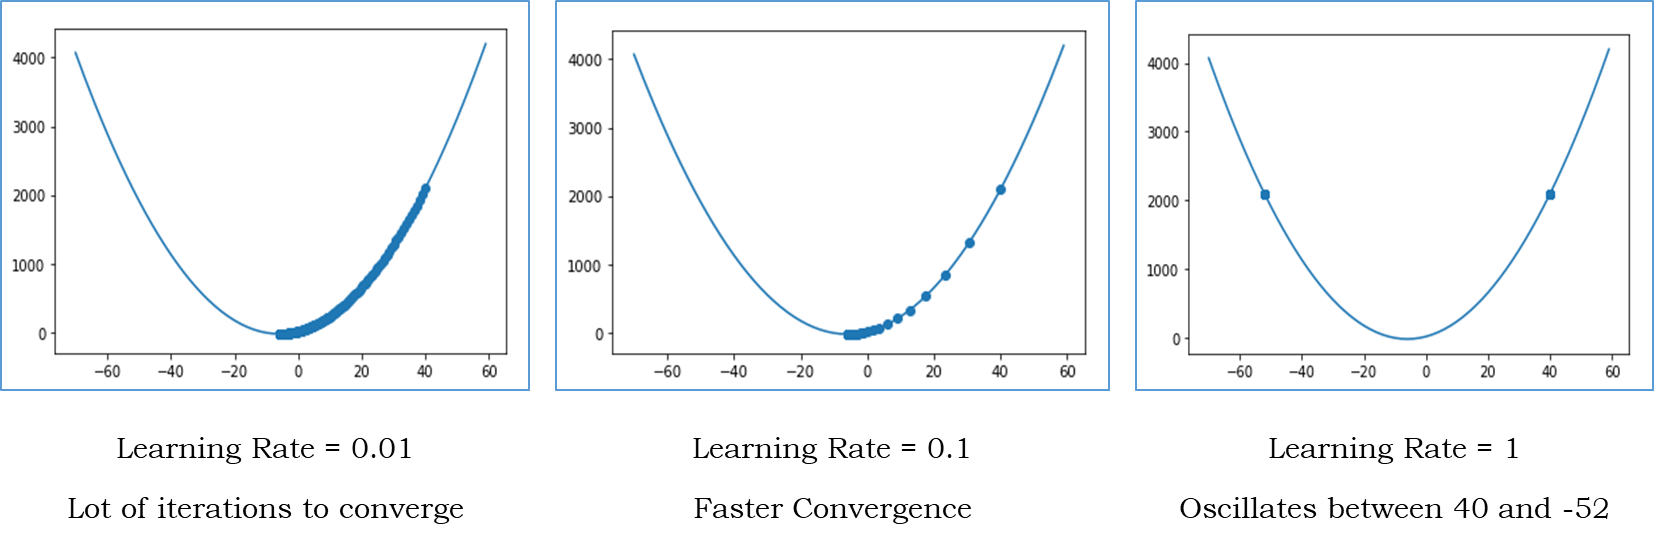 4000
3000
2000
1000
0
−60 −40 −20 0 20 40 60
Learning Rate = 0.01
Lot of iterations to converge
4000
3000
2000
1000
0
−60 −40 −20 0 20 40 60
Learning Rate = 0.1
Faster Convergence
4000
3000
2000
1000
0
−60 −40 −20 0 20 40 60
Learning Rate = 1
Oscillates between 40 and -52